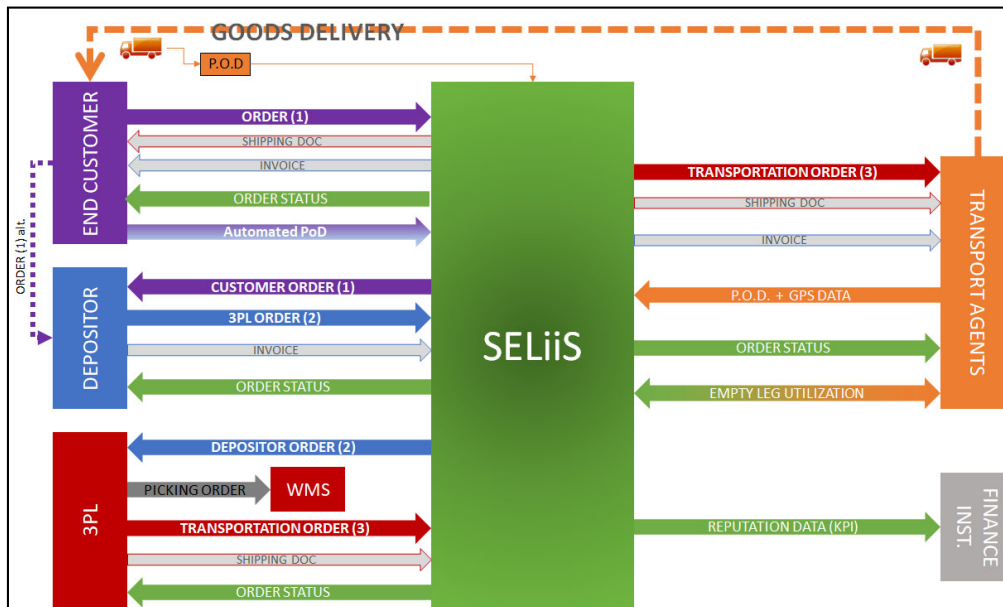 GOODS DELIVERY
P.O.D
END CUSTOMER
ORDER (1)
SHIPPING DOC
INVOICE
ORDER STATUS
Automated PoD
ORDER (1) alt.
DEPOSITOR
CUSTOMER ORDER (1)
3PL ORDER (2)
INVOICE
ORDER STATUS
3PL
DEPOSITOR ORDER (2)
PICKING ORDER
WMS
TRANSPORTATION ORDER (3)
SHIPPING DOC
ORDER STATUS
SELiiS
TRANSPORTATION ORDER (3)
SHIPPING DOC
INVOICE
P.O.D. + GPS DATA
ORDER STATUS
EMPTY LEG UTILIZATION
TRANSPORT AGENTS
REPUTATION DATA (KPI)
FINANCE
INST.